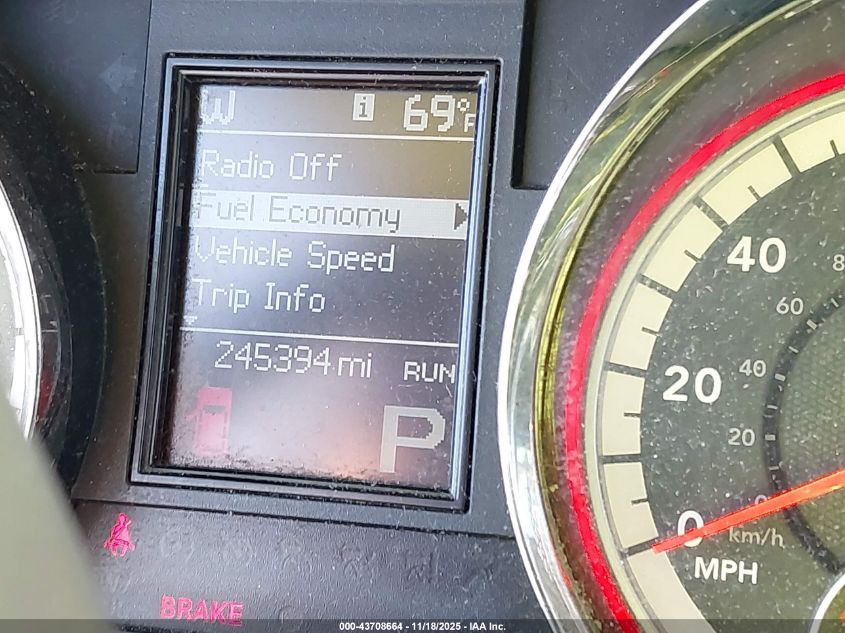 W i 69°F
Radio Off
Fuel Economy
Vehicle Speed
Trip Info
245394 mi RUN
P
BRAKE
40
60
20
40
20
0
0
km/h
MPH
000-43708664 - 11/18/2025 - IAA Inc.